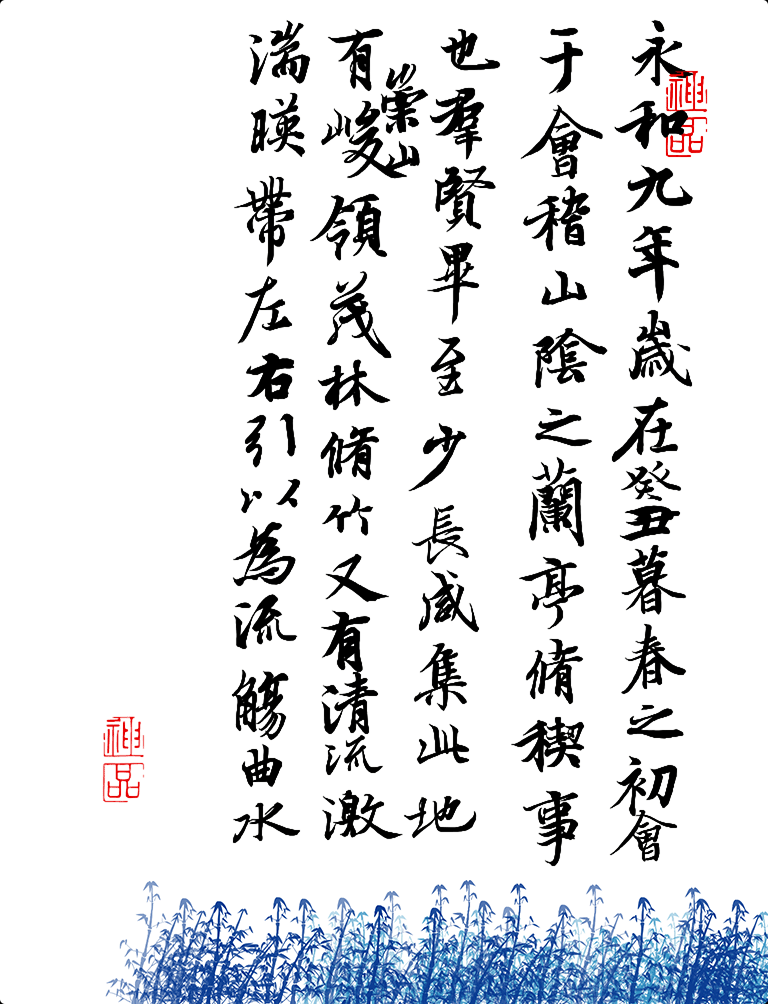 永和九年歲在癸丑暮春之初會
于會稽山陰之蘭亭脩稧事
也羣賢畢至少長咸集此地
有崇山峻領茂林脩竹又有清流激
湍暎帶左右引以為流觴曲水
神品
神品